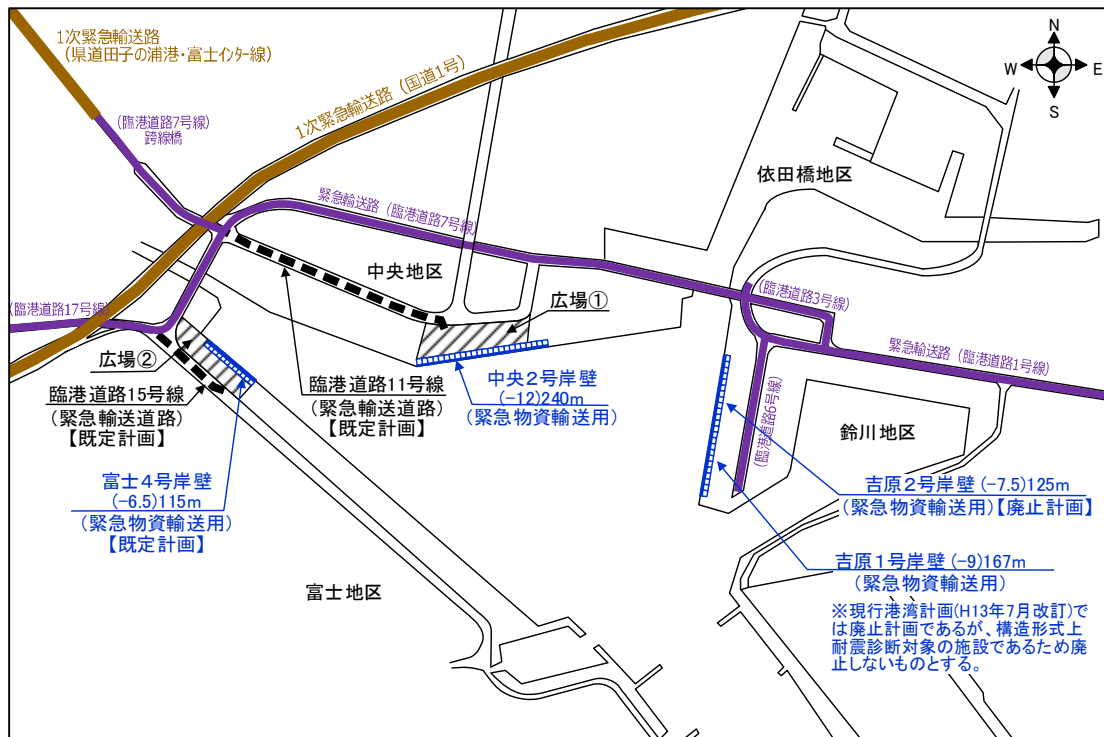 1次緊急輸送路
(県道田子の浦港・富士インター線)
(臨港道路7号線)
跨線橋
1次緊急輸送路(国道1号)
N
W
E
S
依田橋地区
緊急輸送路(臨港道路7号線)
中央地区
(臨港道路17号線)
広場①
(臨港道路3号線)
緊急輸送路(臨港道路1号線)
広場②
臨港道路15号線
(緊急輸送道路)
【既定計画】
臨港道路11号線
(緊急輸送道路)
【既定計画】
中央2号岸壁
(-12)240m
(緊急物資輸送用)
(臨港道路6号線)
鈴川地区
富士4号岸壁
(-6.5)115m
(緊急物資輸送用)
【既定計画】
吉原2号岸壁(-7.5)125m
(緊急物資輸送用)【廃止計画】
吉原1号岸壁(-9)167m
(緊急物資輸送用)
※現行港湾計画(H13年7月改訂)で
は廃止計画であるが、構造形式上
耐震診断対象の施設であるため廃
止しないものとする。
富士地区